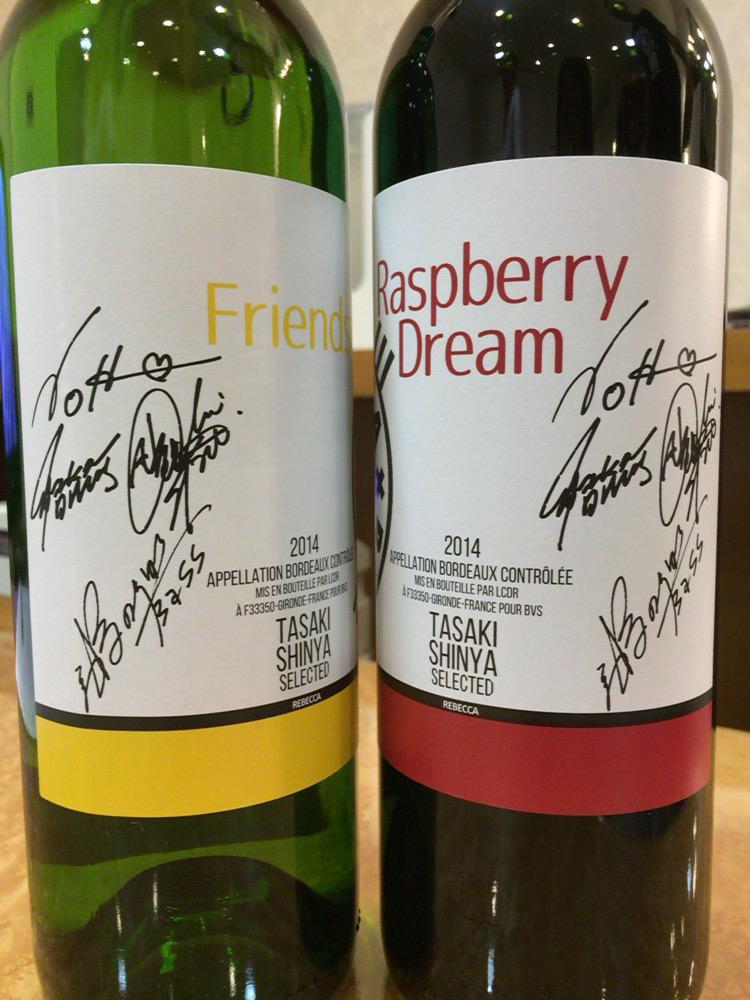 Friends
2014
APPELLATION BORDEAUX CONTRÔLÉE
MIS EN BOUTEILLE PAR LCDR
À F33350-GIRONDE-FRANCE POUR BVS
TASAKI
SHINYA
SELECTED
REBECCA
Raspberry
Dream
2014
APPELLATION BORDEAUX CONTRÔLÉE
MIS EN BOUTEILLE PAR LCDR
À F33350-GIRONDE-FRANCE POUR BVS
TASAKI
SHINYA
SELECTED
REBECCA